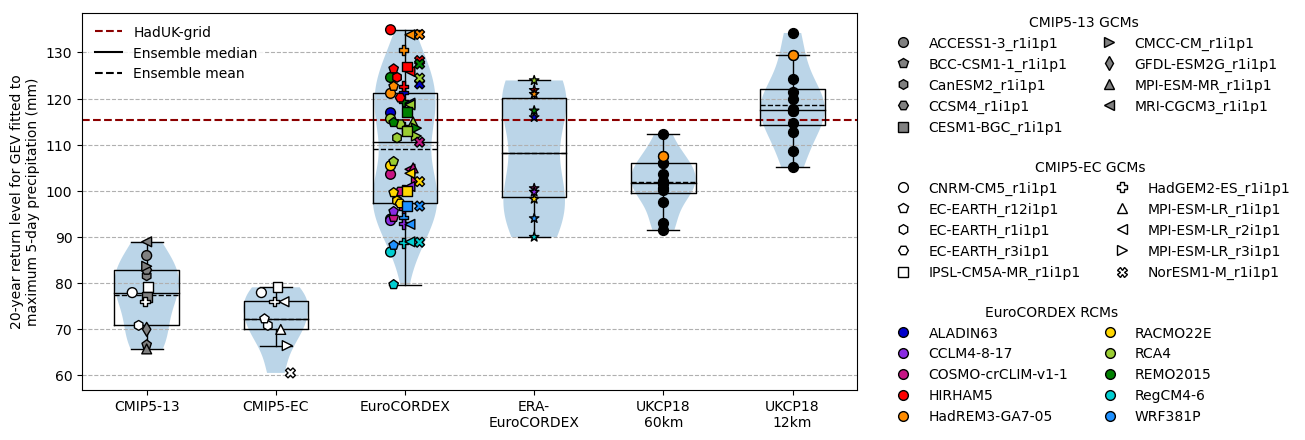 20-year return level for GEV fitted to
maximum 5-day precipitation (mm)
130
120
110
100
90
80
70
60
HadUK-grid
Ensemble median
Ensemble mean
CMIP5-13
CMIP5-EC
EuroCORDEX
ERA-
EuroCORDEX
UKCP18
60km
UKCP18
12km
CMIP5-13 GCMs
ACCESS1-3_r1i1p1
BCC-CSM1-1_r1i1p1
CanESM2_r1i1p1
CCSM4_r1i1p1
CESM1-BGC_r1i1p1
CMCC-CM_r1i1p1
GFDL-ESM2G_r1i1p1
MPI-ESM-MR_r1i1p1
MRI-CGCM3_r1i1p1
CMIP5-EC GCMs
CNRM-CM5_r1i1p1
EC-EARTH_r12i1p1
EC-EARTH_r1i1p1
EC-EARTH_r3i1p1
IPSL-CM5A-MR_r1i1p1
HadGEM2-ES_r1i1p1
MPI-ESM-LR_r1i1p1
MPI-ESM-LR_r2i1p1
MPI-ESM-LR_r3i1p1
NorESM1-M_r1i1p1
EuroCORDEX RCMs
ALADIN63
CCLM4-8-17
COSMO-crCLIM-v1-1
HIRHAM5
HadREM3-GA7-05
RACMO22E
RCA4
REMO2015
RegCM4-6
WRF381P